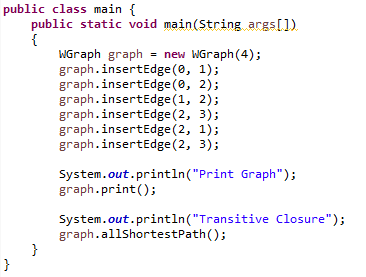 public class main {
public static void main(String args[])
{
WGraph graph = new WGraph(4);
graph.insertEdge(0, 1);
graph.insertEdge(0, 2);
graph.insertEdge(1, 2);
graph.insertEdge(2, 3);
graph.insertEdge(2, 1);
graph.insertEdge(2, 3);
System.out.println("Print Graph");
graph.print();
System.out.println("Transitive Closure");
graph.allShortestPath();
}
}